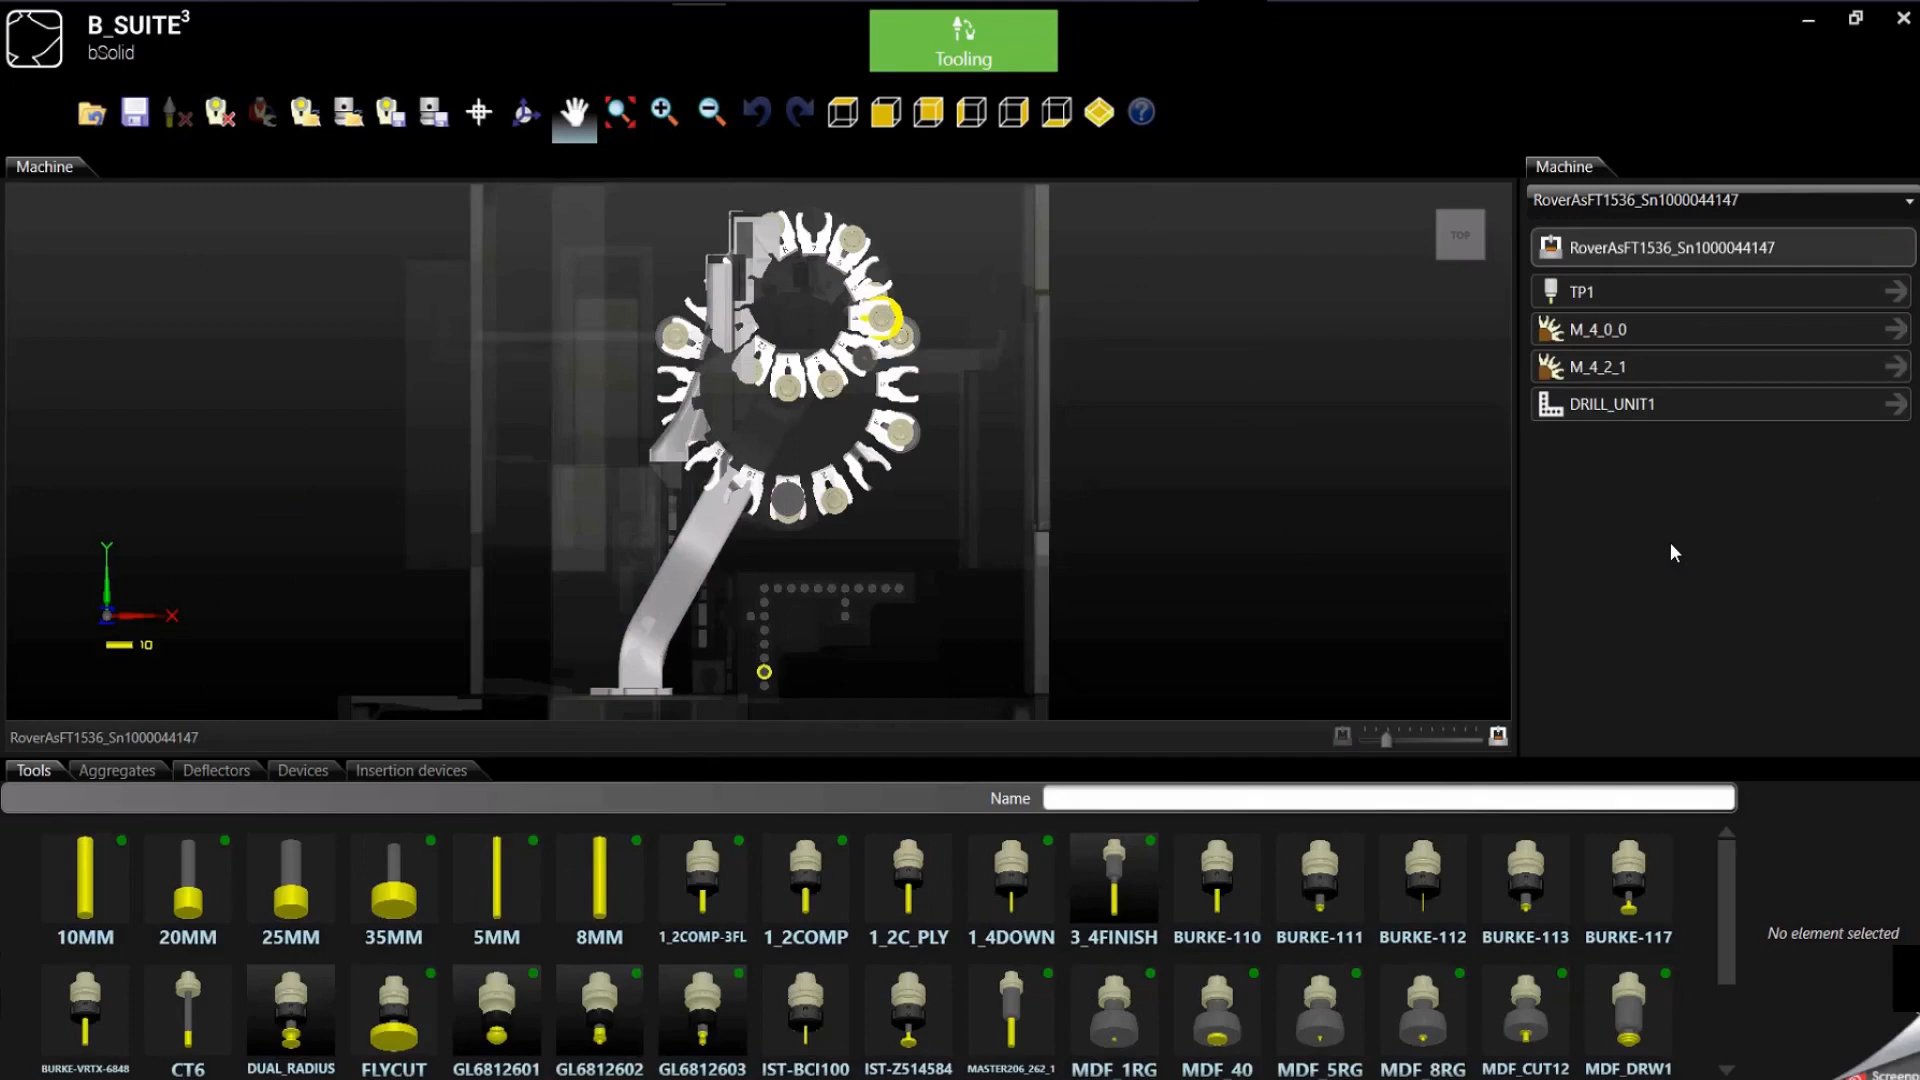 B_SUITE³
bSolid
Tooling
Machine
Machine
RoverAsFT1536_Sn1000044147
RoverAsFT1536_Sn1000044147
TP1
M_4_0_0
M_4_2_1
DRILL_UNIT1
TOP
Y
X
10
RoverAsFT1536_Sn1000044147
Tools
Aggregates
Deflectors
Devices
Insertion devices
Name
10MM
20MM
25MM
35MM
5MM
8MM
1_2COMP-3FL
1_2COMP
1_2C_PLY
1_4DOWN
3_4FINISH
BURKE-110
BURKE-111
BURKE-112
BURKE-113
BURKE-117
No element selected
BURKE-VRTX-6848
CT6
DUAL_RADIUS
FLYCUT
GL6812601
GL6812602
GL6812603
IST-BCI100
IST-Z514584
MASTER206_262_1
MDF_1RG
MDF_40
MDF_5RG
MDF_8RG
MDF_CUT12
MDF_DRW1